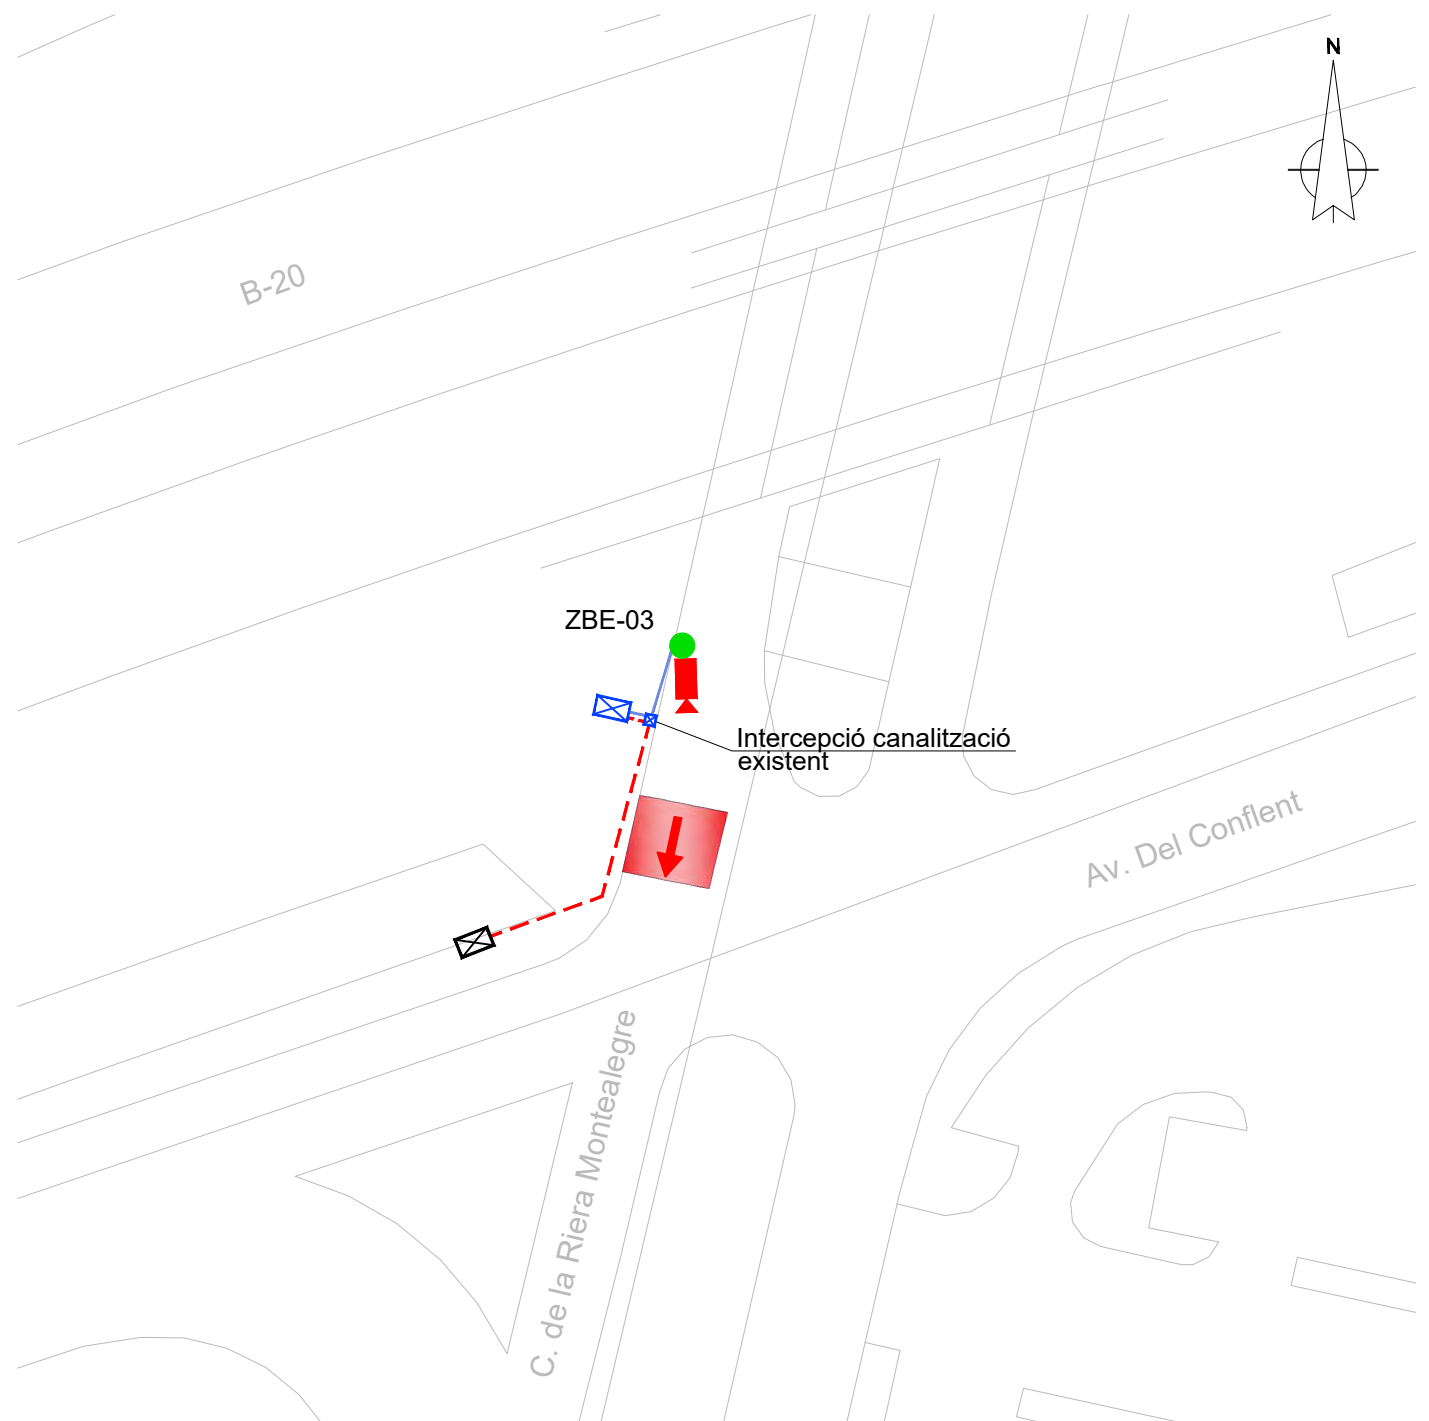 N
B-20
ZBE-03
Intercepció canalització
existent
Av. Del Conflent
C. de la Riera Montealegre